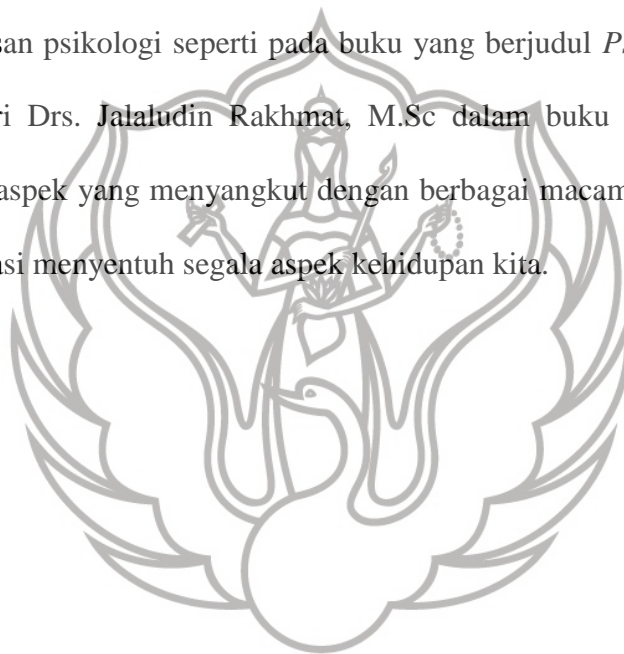 san psikologi seperti pada buku yang berjudul
ri Drs. Jalaludin Rakhmat, M.Sc dalam buku
aspek yang menyangkut dengan berbagai macam
asi menyentuh segala aspek kehidupan kita.